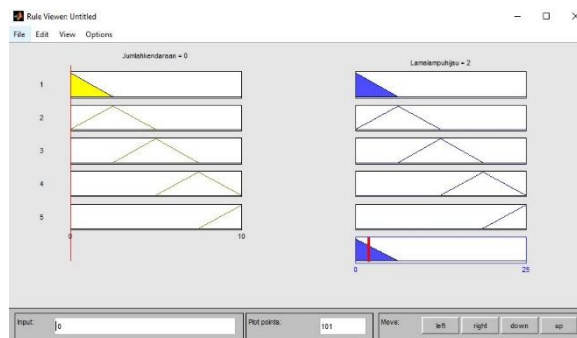 Rule Viewer: Untitled
File Edit View Options
Jumlahkendaraan = 0
Lamalampuhijau = 2
1
2
3
4
5
0 10
0 25
Input: 0 Plot points: 101 Move: left right down up